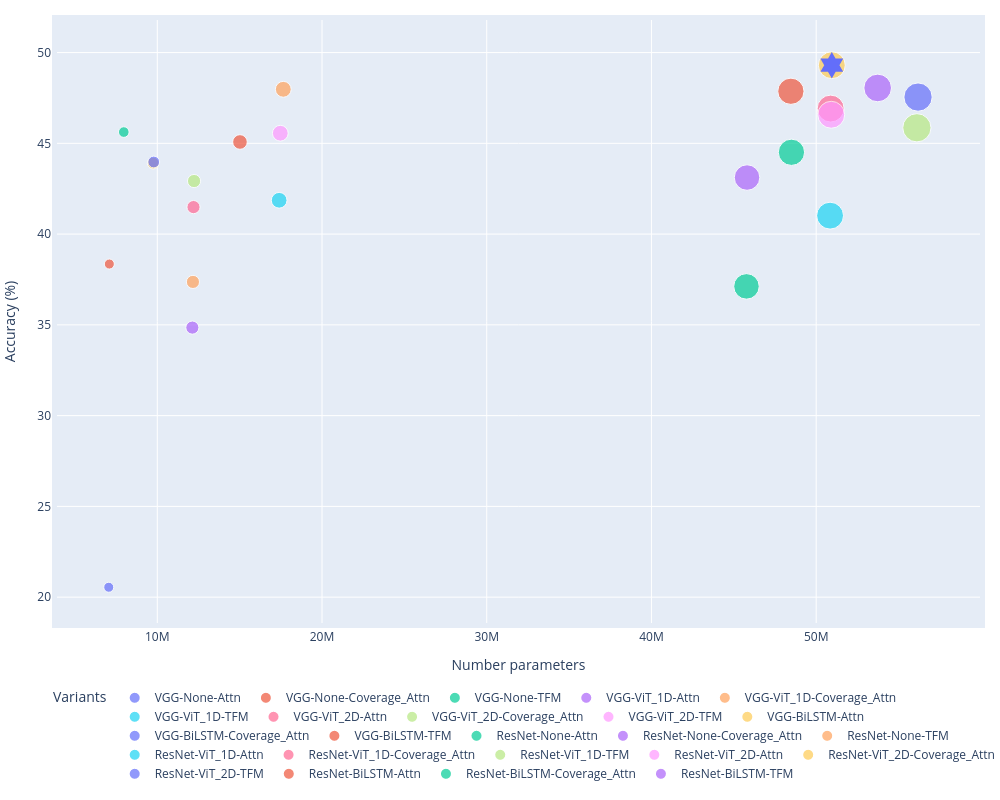 50
45
40
35
30
25
20
Accuracy (%)
10M 20M 30M 40M 50M
Number parameters
Variants VGG-None-Attn VGG-None-Coverage_Attn VGG-None-TFM VGG-ViT_1D-Attn VGG-ViT_1D-Coverage_Attn
VGG-ViT_1D-TFM VGG-ViT_2D-Attn VGG-ViT_2D-Coverage_Attn VGG-ViT_2D-TFM VGG-BiLSTM-Attn
VGG-BiLSTM-Coverage_Attn VGG-BiLSTM-TFM ResNet-None-Attn ResNet-None-Coverage_Attn ResNet-None-TFM
ResNet-ViT_1D-Attn ResNet-ViT_1D-Coverage_Attn ResNet-ViT_1D-TFM ResNet-ViT_2D-Attn ResNet-ViT_2D-Coverage_Attn
ResNet-ViT_2D-TFM ResNet-BiLSTM-Attn ResNet-BiLSTM-Coverage_Attn ResNet-BiLSTM-TFM